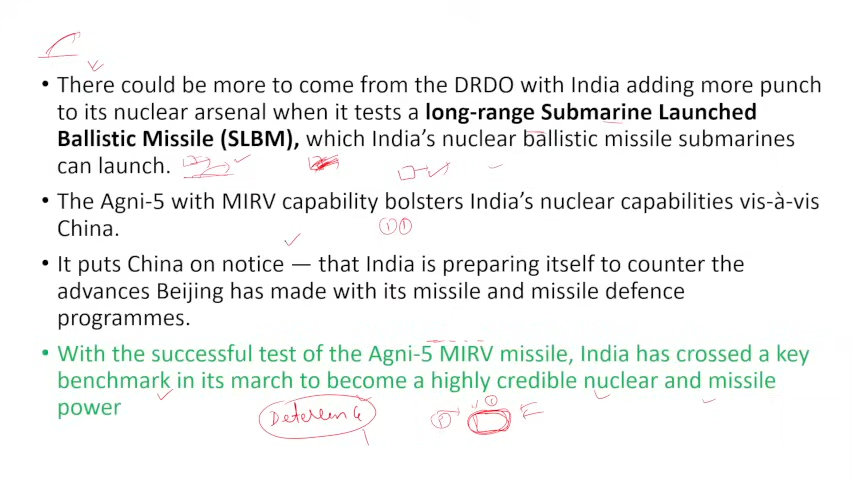 • There could be more to come from the DRDO with India adding more punch
to its nuclear arsenal when it tests a long-range Submarine Launched
Ballistic Missile (SLBM), which India’s nuclear ballistic missile submarines
can launch.
• The Agni-5 with MIRV capability bolsters India’s nuclear capabilities vis-à-vis
China.
• It puts China on notice — that India is preparing itself to counter the
advances Beijing has made with its missile and missile defence
programmes.
• With the successful test of the Agni-5 MIRV missile, India has crossed a key
benchmark in its march to become a highly credible nuclear and missile
power